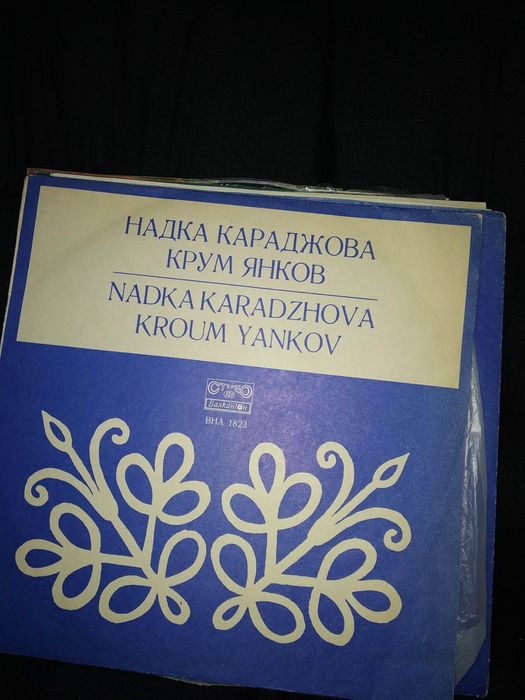 НАДКА КАРАДЖОВА
КРУМ ЯНКОВ
NADKA KARADZHOVA
KROUM YANKOV
СТЕРЕО
Балкантон
ВНА 1823